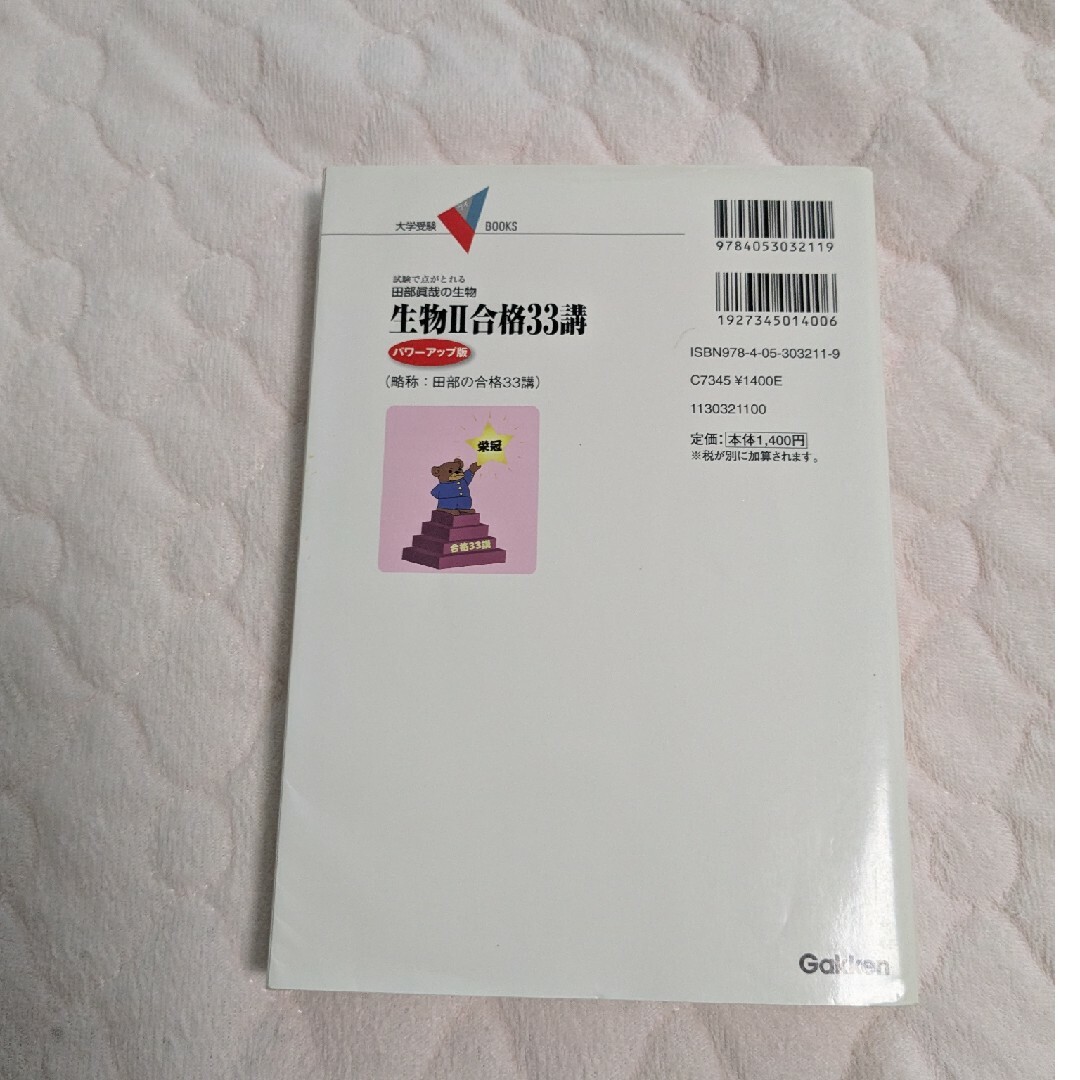 大学受験 BOOKS
試験で点がとれる
田部眞哉の生物
生物II合格33講
パワーアップ版
(略称：田部の合格33講)
栄冠
合格33講
9784053032119
1927345014006
ISBN978-4-05-303211-9
C7345 ¥1400E
1130321100
定価：本体1,400円
※税が別に加算されます。
Gakken